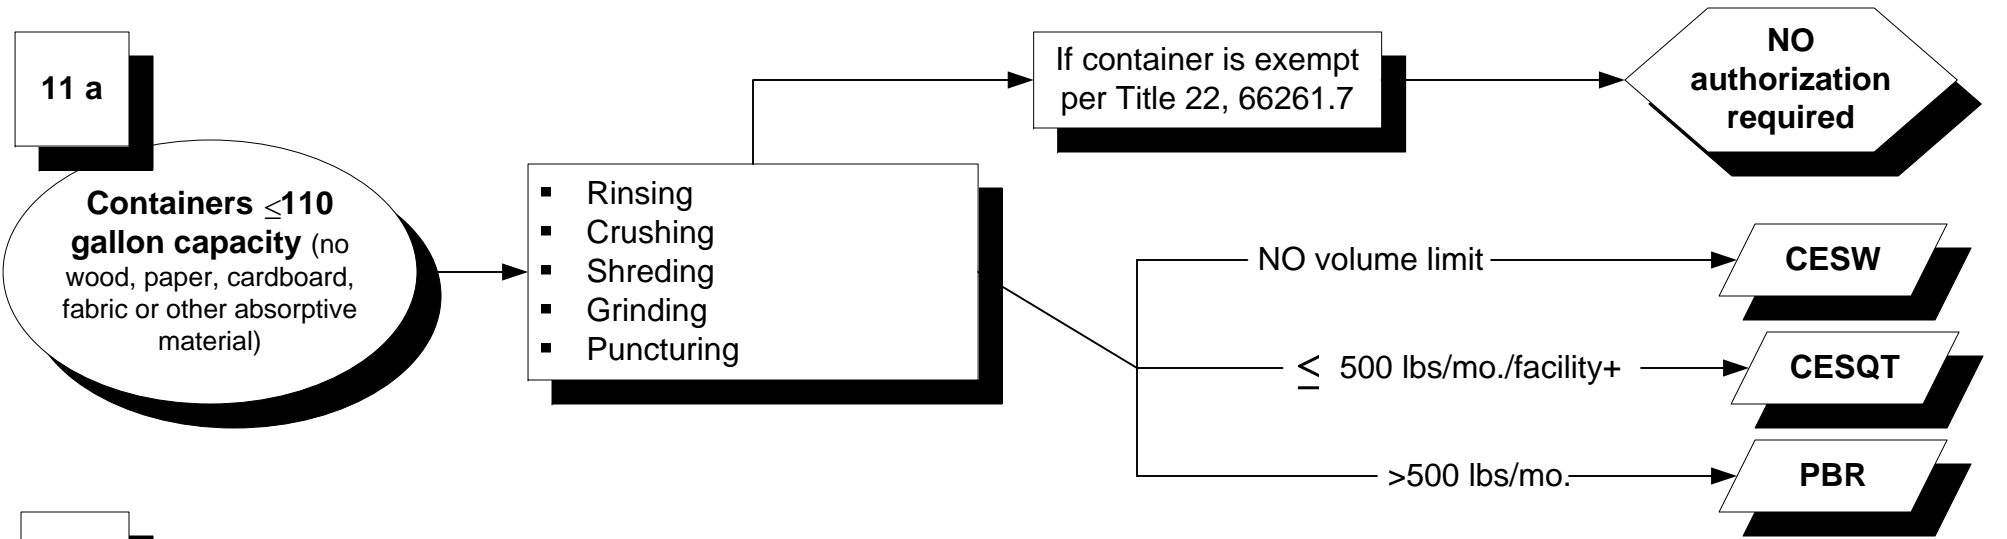 11 a
Containers ≤110
gallon capacity (no
wood, paper, cardboard,
fabric or other absorptive
material)
▪ Rinsing
▪ Crushing
▪ Shreding
▪ Grinding
▪ Puncturing
If container is exempt
per Title 22, 66261.7
NO
authorization
required
NO volume limit
CESW
≤ 500 lbs/mo./facility+
CESQT
>500 lbs/mo.
PBR